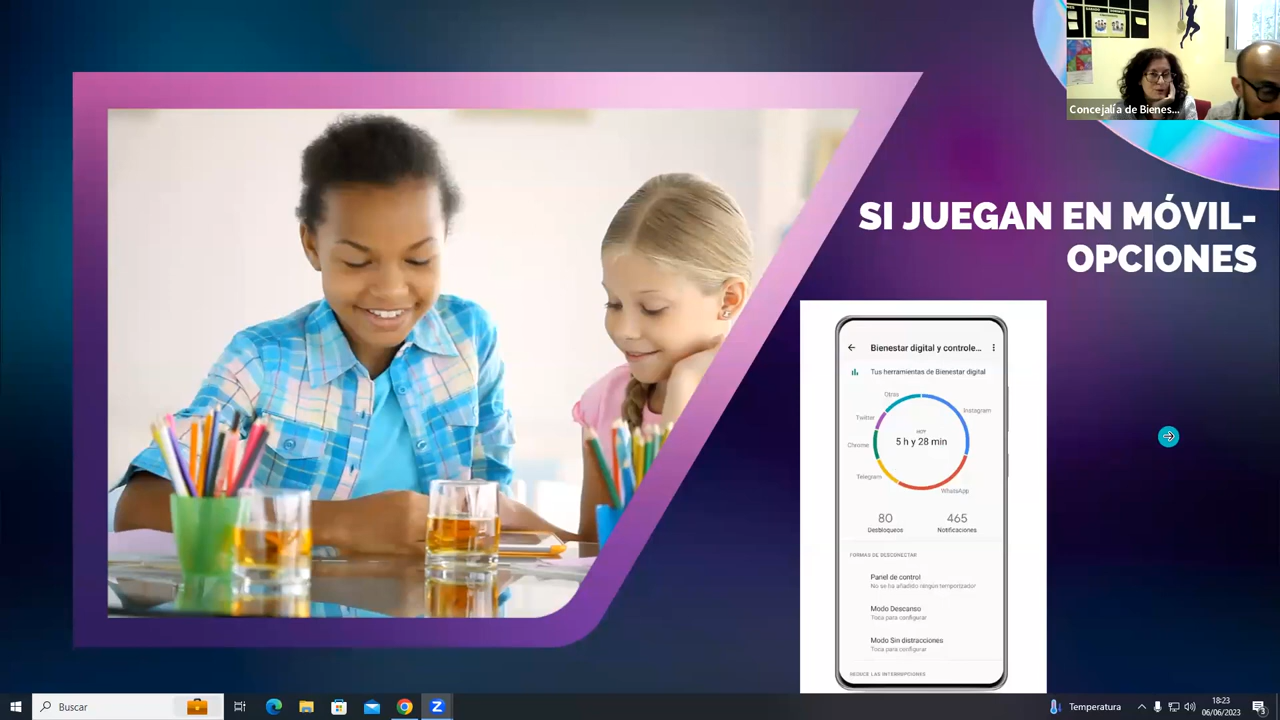 Concejalía de Bienes...
SI JUEGAN EN MÓVIL-
OPCIONES
Bienestar digital y controle...
Tus herramientas de Bienestar digital
Otras
Instagram
Twitter
HOY
5 h y 28 min
Chrome
Telegram
WhatsApp
80
465
Desbloqueos
Notificaciones
FORMAS DE DESCONECTAR
Panel de control
No se ha añadido ningún temporizador
Modo Descanso
Toca para configurar
Modo Sin distracciones
Toca para configurar
REDUCE LAS INTERRUPCIONES
Buscar
Temperatura
18:23
06/06/2023
3